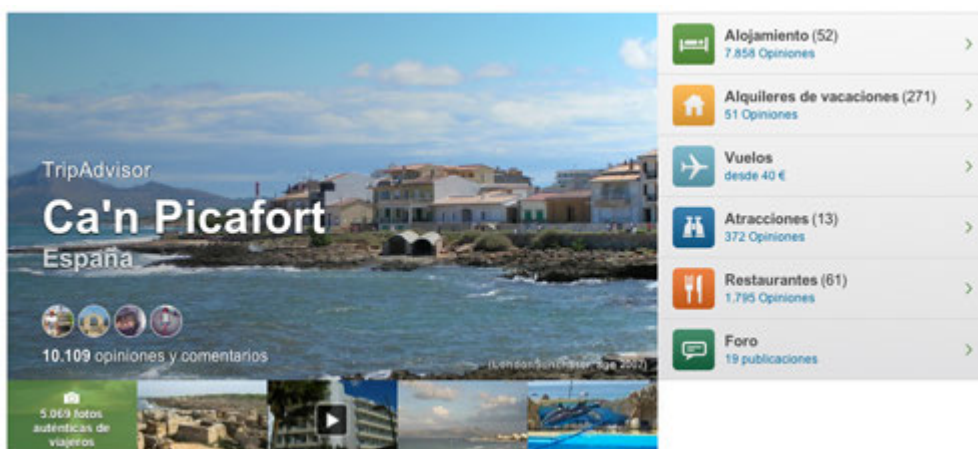 TripAdvisor
Ca'n Picafort
España
10.109 opiniones y comentarios
5.069 fotos
auténticas de
viajeros
Alojamiento (52)
7.858 Opiniones
Alquileres de vacaciones (271)
51 Opiniones
Vuelos
desde 40 €
Atracciones (13)
372 Opiniones
Restaurantes (61)
1.795 Opiniones
Foro
19 publicaciones